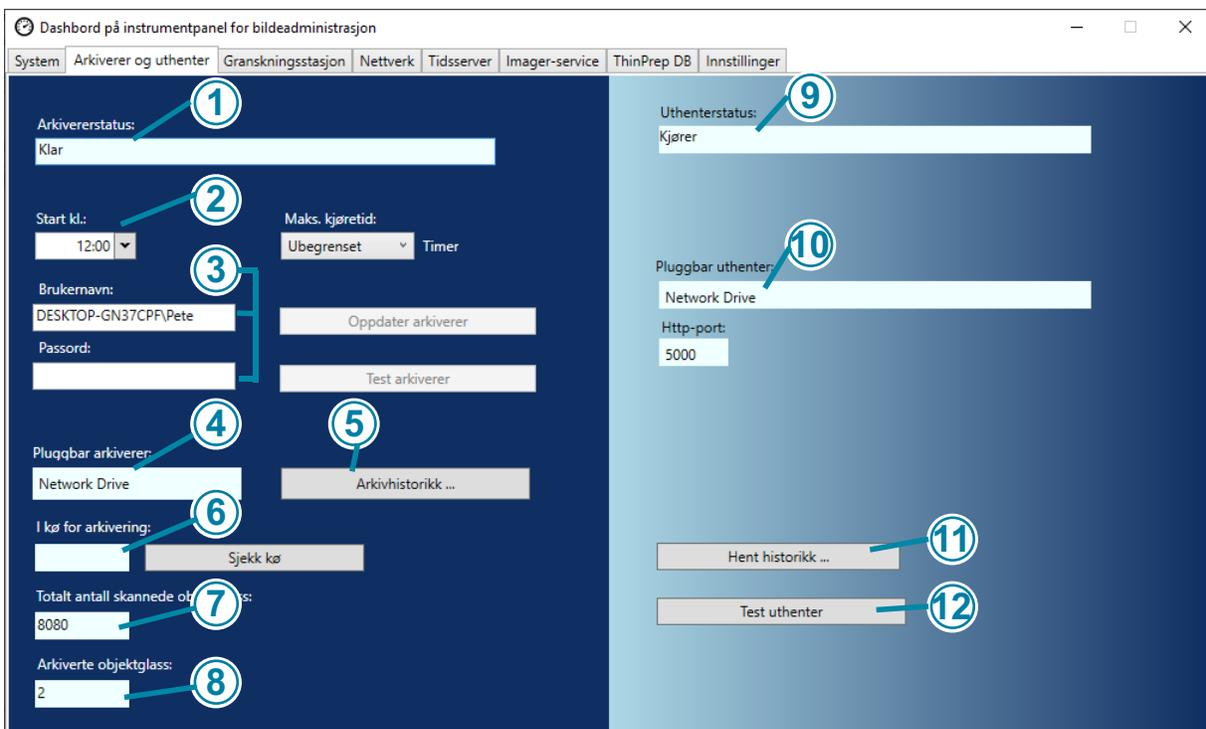 Dashbord på instrumentpanel for bildeadministrasjon
System Arkiverer og uthenter Granskningsstasjon Nettverk Tidsserver Imager-service ThinPrep DB Innstillinger
1
Arkivererstatus:
Klar
2
Start kl.:
12:00
Maks. kjøretid:
Ubegrenset
Timer
3
Brukernavn:
DESKTOP-GN37CPF\Pete
Oppdater arkiverer
Passord:
Test arkiverer
4
5
Pluggbar arkiverer:
Network Drive
Arkivhistorikk ...
6
I kø for arkivering:
Sjekk kø
7
Totalt antall skannede
8080
Arkiverte objektglass:
2
8
9
Uthenterstatus:
Kjører
10
Pluggbar uthenter:
Network Drive
Http-port:
5000
11
Hent historikk ...
12
Test uthenter